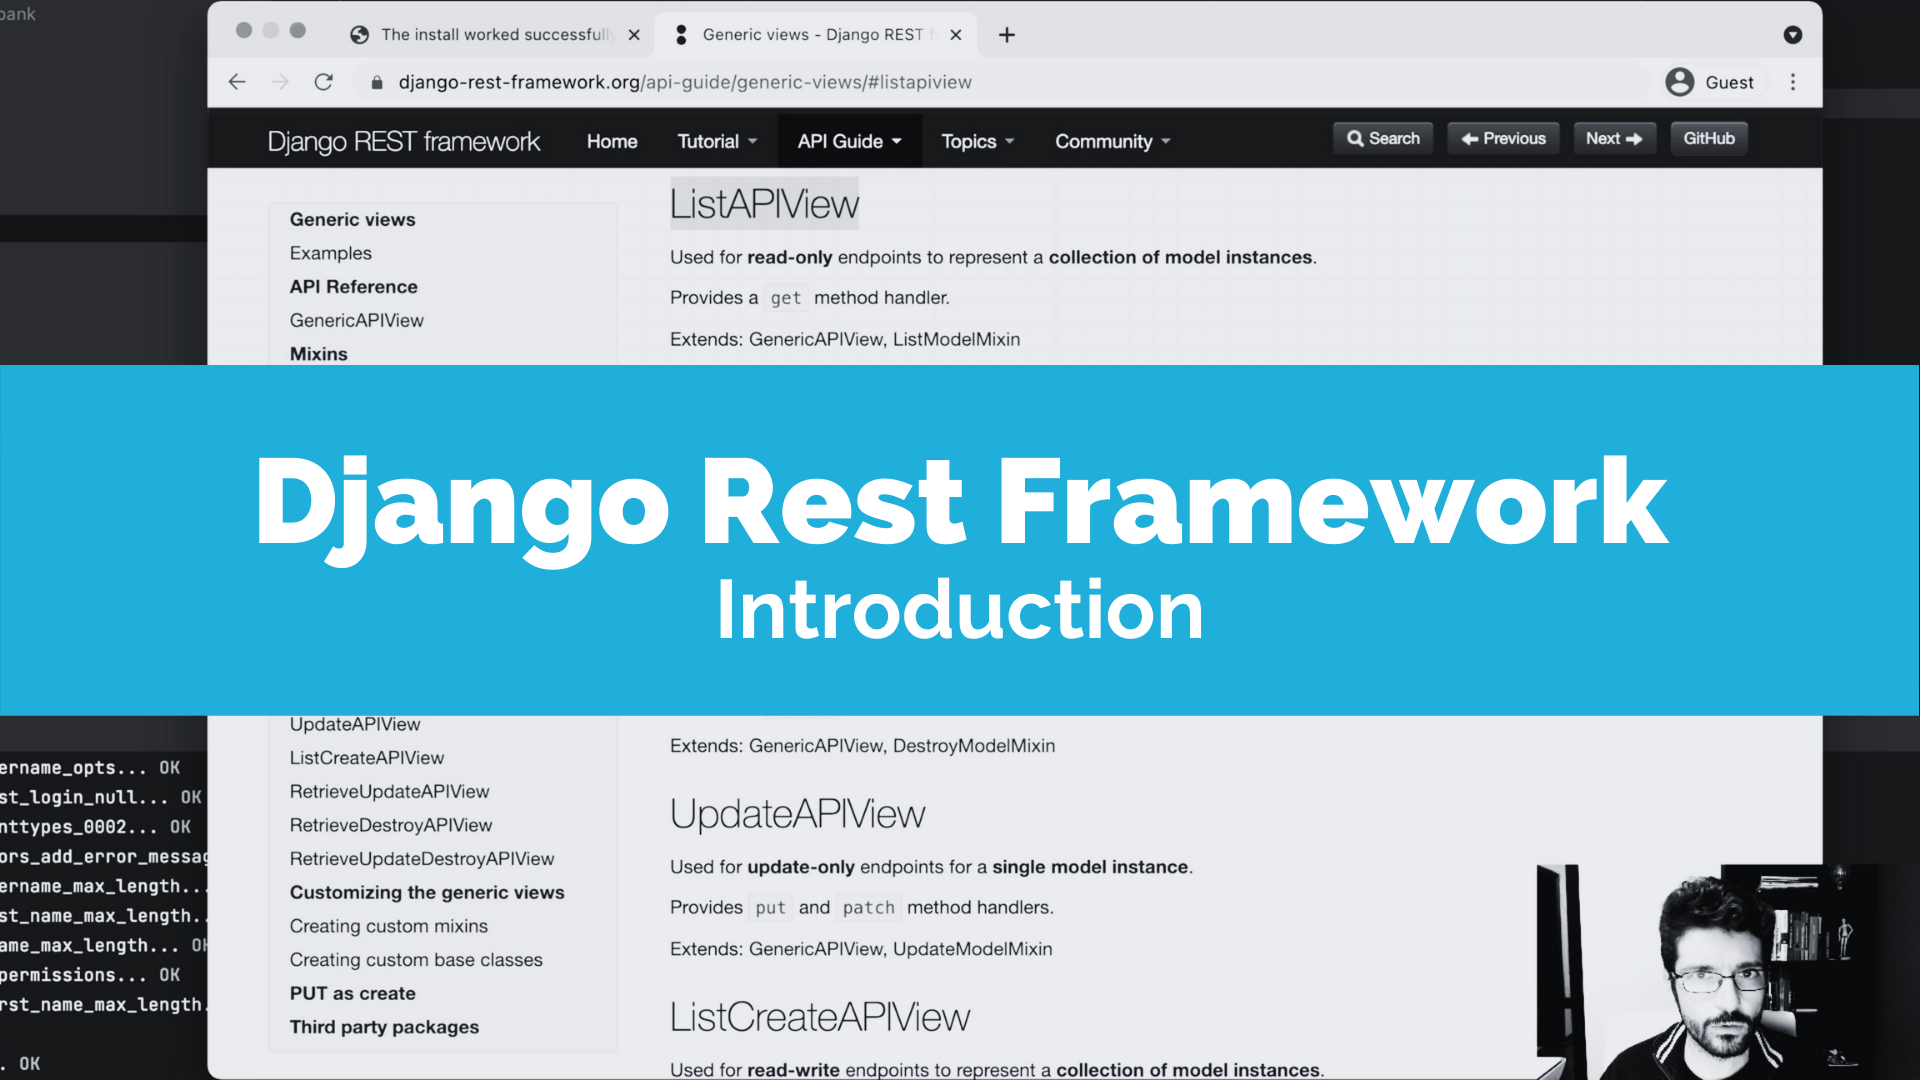 bank
The install worked successfully
Generic views - Django REST f
django-rest-framework.org/api-guide/generic-views/#listapiview
Guest
Django REST framework
Home
Tutorial
API Guide
Topics
Community
Search
Previous
Next
GitHub
Generic views
Examples
API Reference
GenericAPIView
Mixins
ListAPIView
Used for read-only endpoints to represent a collection of model instances.
Provides a get method handler.
Extends: GenericAPIView, ListModelMixin
Django Rest Framework
Introduction
ername_opts... OK
st_login_null... OK
nttypes_0002... OK
ors_add_error_messag
ername_max_length...
st_name_max_length..
ame_max_length... OK
permissions... OK
rst_name_max_length.
. OK
UpdateAPIView
ListCreateAPIView
RetrieveUpdateAPIView
RetrieveDestroyAPIView
RetrieveUpdateDestroyAPIView
Customizing the generic views
Creating custom mixins
Creating custom base classes
PUT as create
Third party packages
Extends: GenericAPIView, DestroyModelMixin
UpdateAPIView
Used for update-only endpoints for a single model instance.
Provides put and patch method handlers.
Extends: GenericAPIView, UpdateModelMixin
ListCreateAPIView
Used for read-write endpoints to represent a collection of model instances.